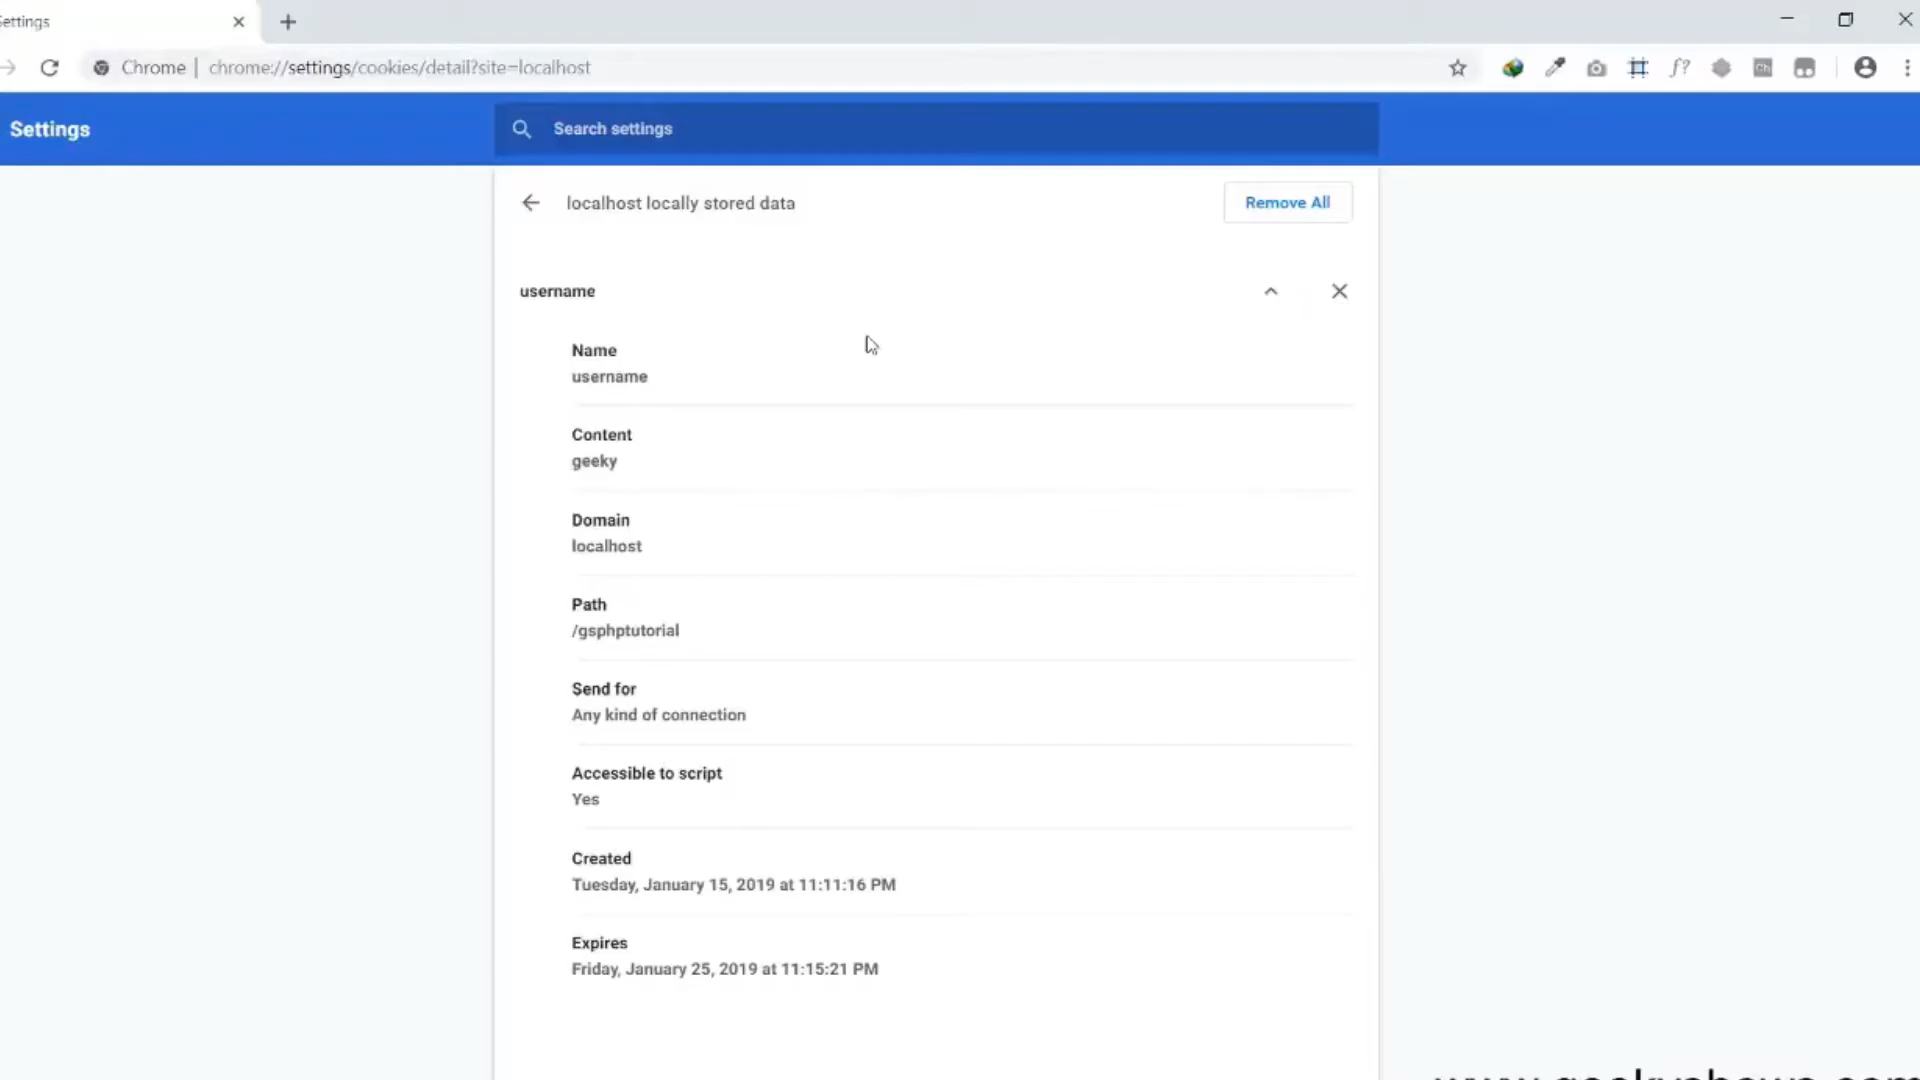 Settings
Chrome | chrome://settings/cookies/detail?site=localhost
f?
Settings
Search settings
localhost locally stored data
Remove All
username
Name
username
Content
geeky
Domain
localhost
Path
/gsphptutorial
Send for
Any kind of connection
Accessible to script
Yes
Created
Tuesday, January 15, 2019 at 11:11:16 PM
Expires
Friday, January 25, 2019 at 11:15:21 PM